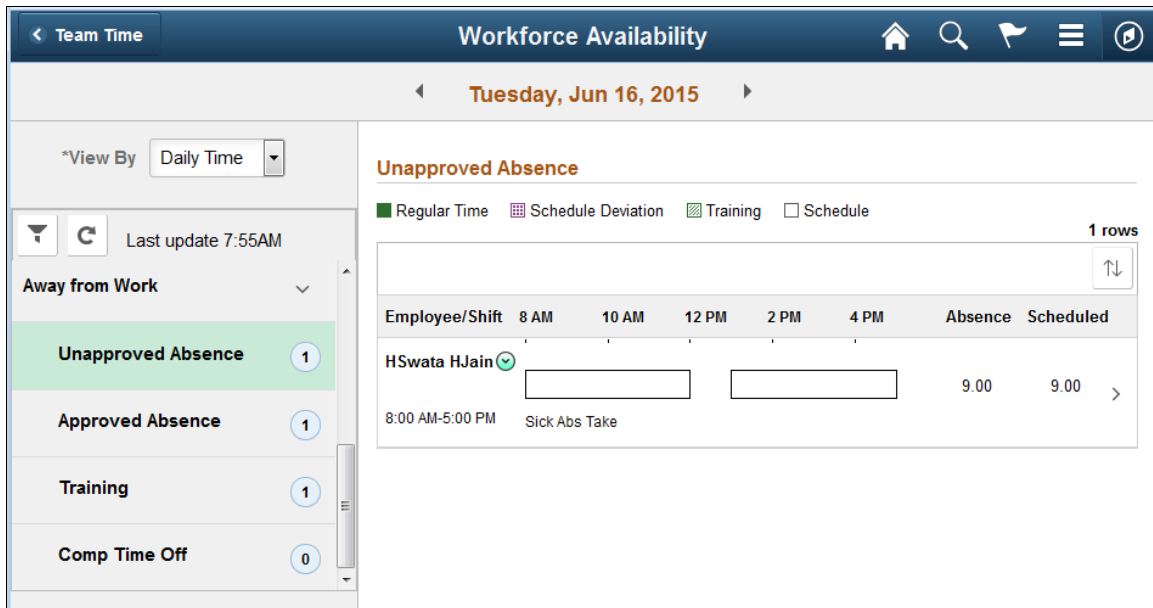 Team Time
Workforce Availability
Tuesday, Jun 16, 2015
*View By Daily Time
Last update 7:55AM
Away from Work
Unapproved Absence 1
Approved Absence 1
Training 1
Comp Time Off 0
Unapproved Absence
Regular Time Schedule Deviation Training Schedule
1 rows
Employee/Shift 8 AM 10 AM 12 PM 2 PM 4 PM Absence Scheduled
HSwata HJain 9.00 9.00
8:00 AM-5:00 PM Sick Abs Take